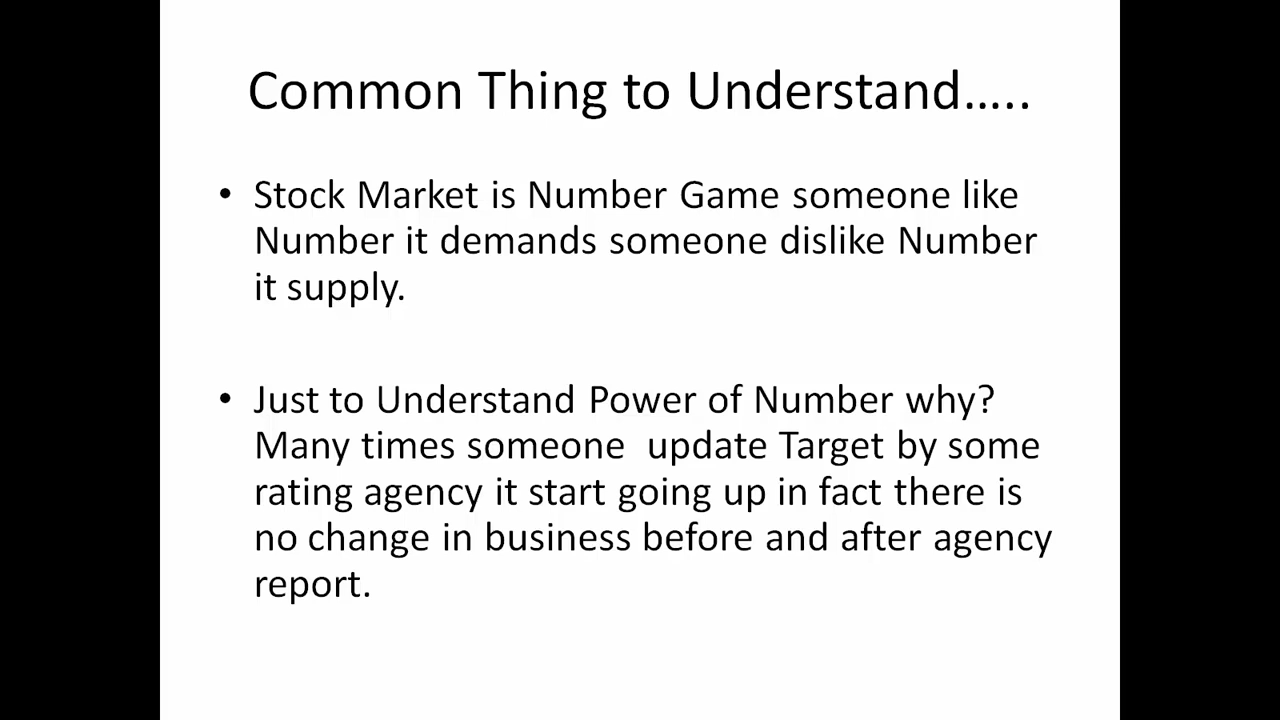 Common Thing to Understand…..
• Stock Market is Number Game someone like
Number it demands someone dislike Number
it supply.
• Just to Understand Power of Number why?
Many times someone  update Target by some
rating agency it start going up in fact there is
no change in business before and after agency
report.